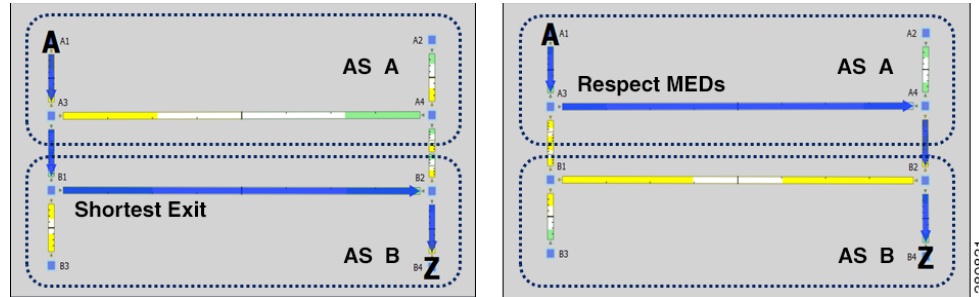 A A1 A2
AS A
A3 A4
B1 B2
Shortest Exit
AS B
B3 B4 Z
A A1 A2
AS A
Respect MEDs
A3 A4
B1 B2
AS B
B3 B4 Z